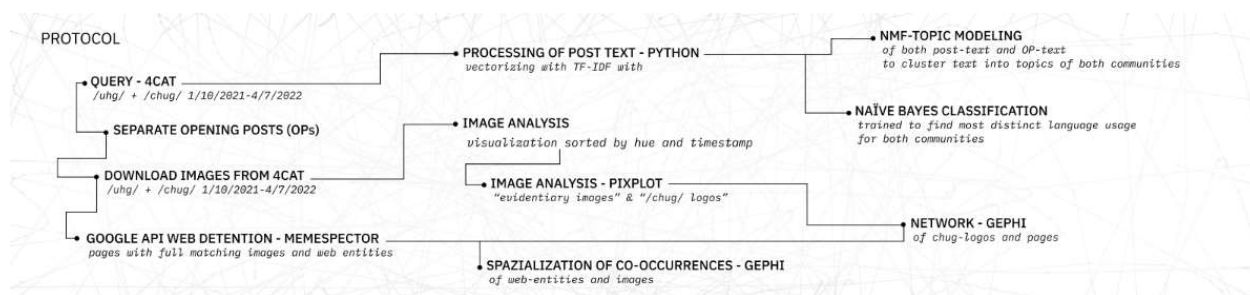 PROTOCOL
QUERY - 4CAT
/uhg/ + /chug/ 1/10/2021-4/7/2022
SEPARATE OPENING POSTS (OPs)
DOWNLOAD IMAGES FROM 4CAT
/uhg/ + /chug/ 1/10/2021-4/7/2022
GOOGLE API WEB DETENTION - MEMESPECTOR
pages with full matching images and web entities
PROCESSING OF POST TEXT - PYTHON
vectorizing with TF-IDF with
IMAGE ANALYSIS
visualization sorted by hue and timestamp
IMAGE ANALYSIS - PIXPLOT
“evidentiary images” & “/chug/ logos”
SPAZIALIZATION OF CO-OCCURRENCES - GEPHI
of web-entities and images
NMF-TOPIC MODELING
of both post-text and OP-text
to cluster text into topics of both communities
NAÏVE BAYES CLASSIFICATION
trained to find most distinct language usage
for both communities
NETWORK - GEPHI
of chug-logos and pages